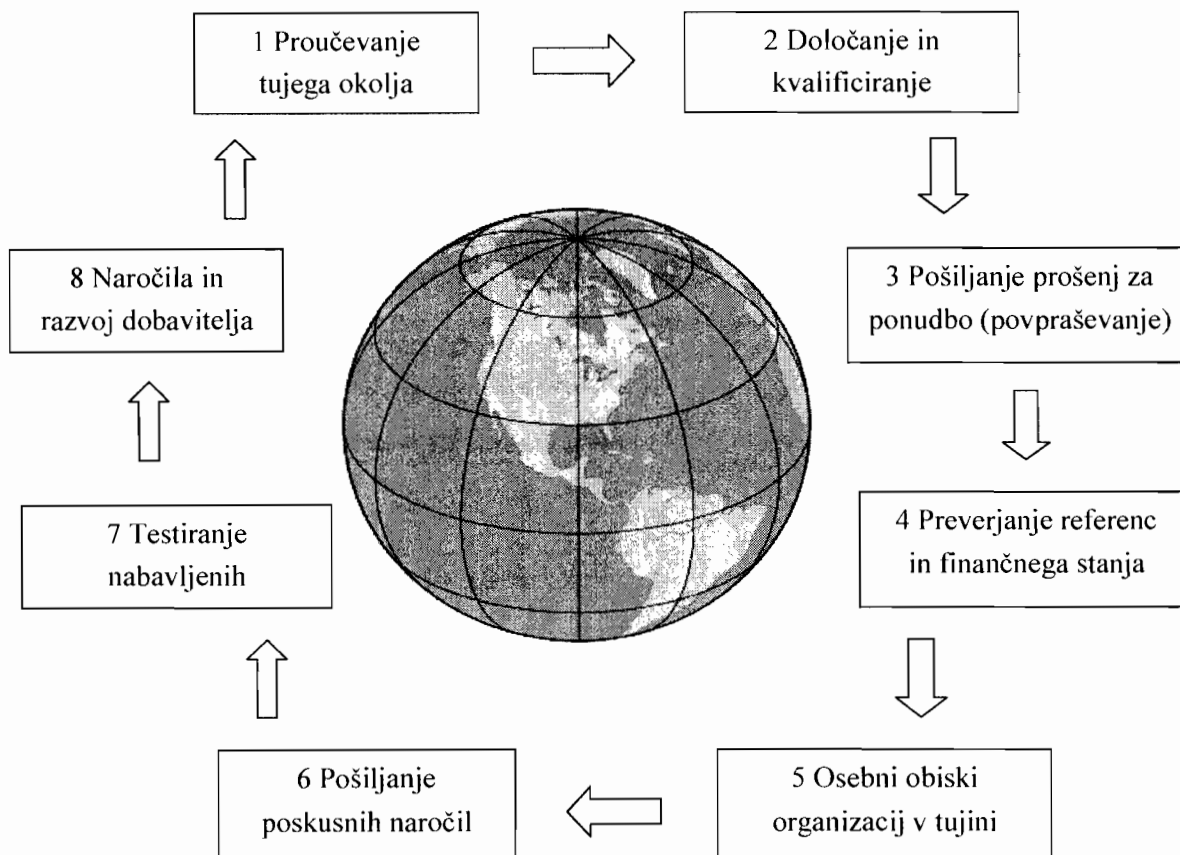 1 Proučevanje
tujega okolja
2 Določanje in
kvalificiranje
3 Pošiljanje prošenj za
ponudbo (povpraševanje)
4 Preverjanje referenc
in finančnega stanja
5 Osebni obiski
organizacij v tujini
6 Pošiljanje
poskusnih naročil
7 Testiranje
nabavljenih
8 Naročila in
razvoj dobavitelja